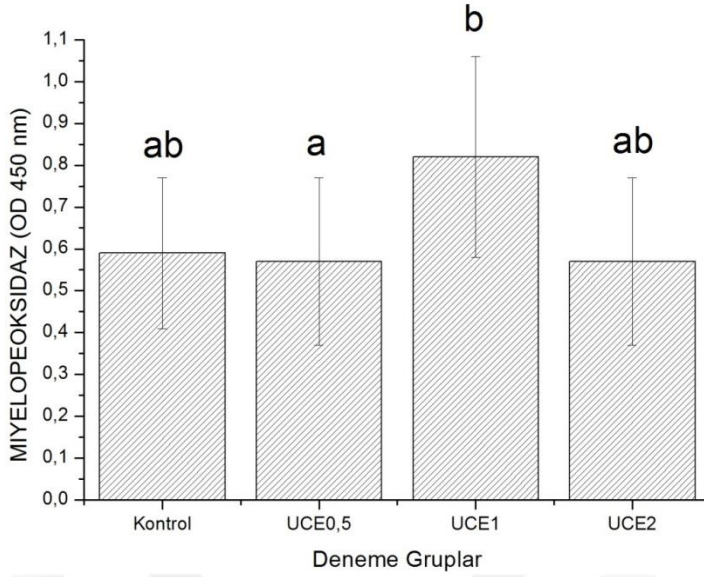 MIYELOPEOKSIDAZ (OD 450 nm)
1,1
1,0
0,9
0,8
0,7
0,6
0,5
0,4
0,3
0,2
0,1
0,0
ab
a
b
ab
Kontrol
UCE0,5
UCE1
UCE2
Deneme Gruplar